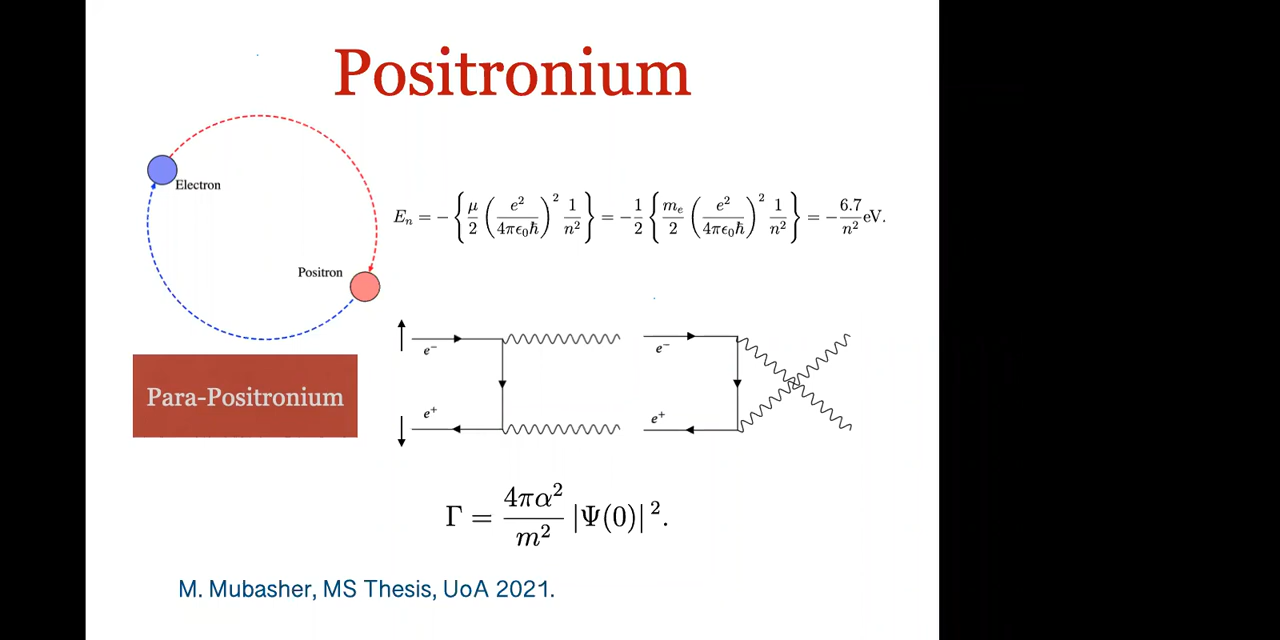 Positronium
Electron
Positron
E_n = -\left\{\frac{\mu}{2}\left(\frac{e^2}{4\pi\epsilon_0\hbar}\right)^2\frac{1}{n^2}\right\} = -\frac{1}{2}\left\{\frac{m_e}{2}\left(\frac{e^2}{4\pi\epsilon_0\hbar}\right)^2\frac{1}{n^2}\right\} = -\frac{6.7}{n^2}\text{eV}.
Para-Positronium
↑ e⁻
e⁻
↓ e⁺
e⁺
\Gamma = \frac{4\pi\alpha^2}{m^2}|\Psi(0)|^2.
M. Mubasher, MS Thesis, UoA 2021.